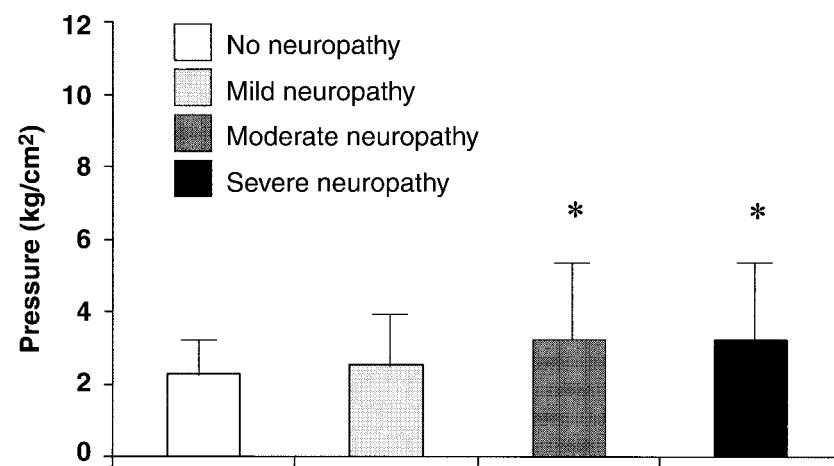 12
10
8
6
4
2
0
Pressure (kg/cm²)
No neuropathy
Mild neuropathy
Moderate neuropathy
Severe neuropathy
*
*